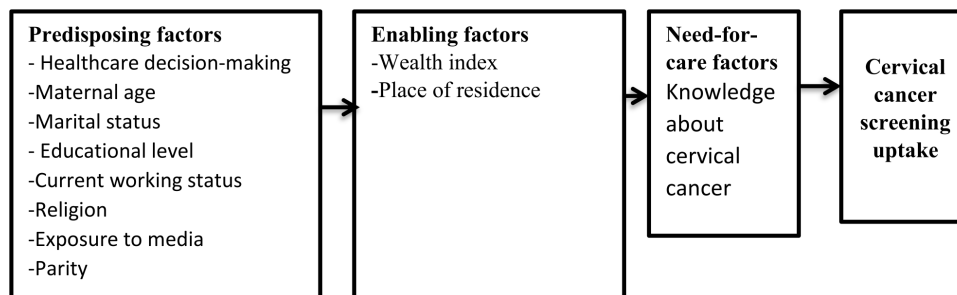 Predisposing factors
- Healthcare decision-making
-Maternal age
-Marital status
- Educational level
-Current working status
-Religion
-Exposure to media
-Parity
Enabling factors
-Wealth index
-Place of residence
Need-for-
care factors
Knowledge
about
cervical
cancer
Cervical
cancer
screening
uptake